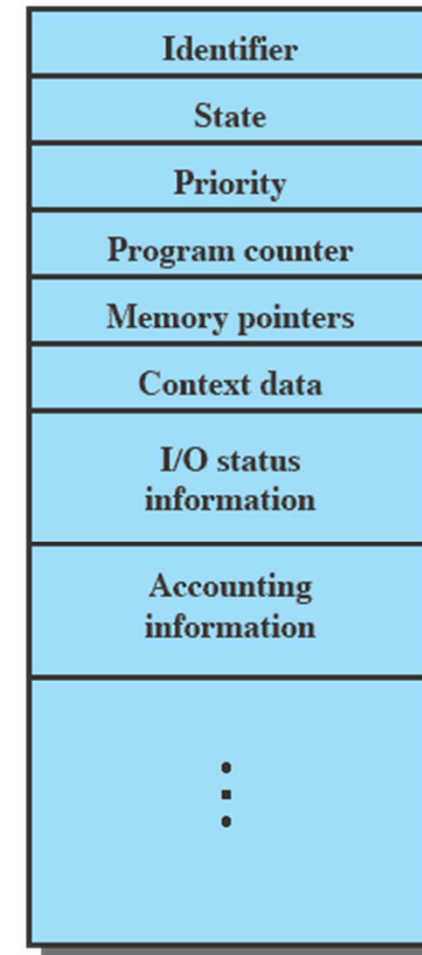 Identifier
State
Priority
Program counter
Memory pointers
Context data
I/O status
information
Accounting
information